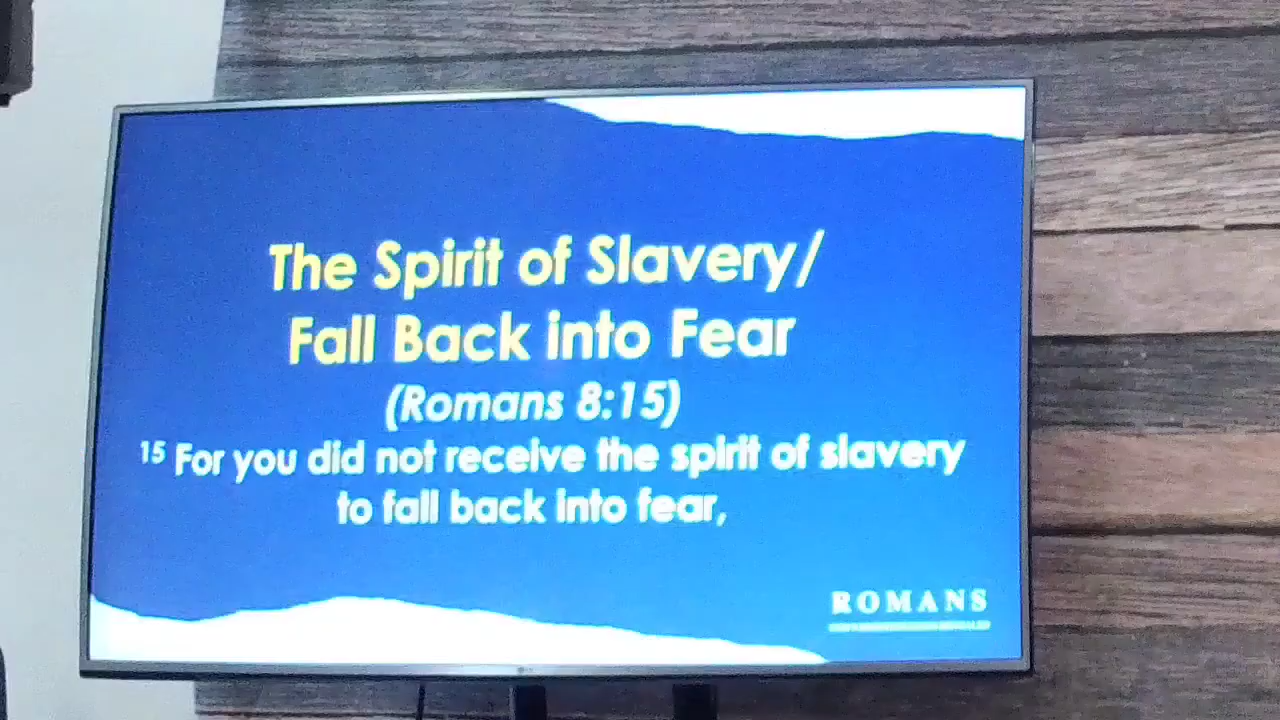 The Spirit of Slavery/
Fall Back into Fear
(Romans 8:15)
15 For you did not receive the spirit of slavery
to fall back into fear,
ROMANS